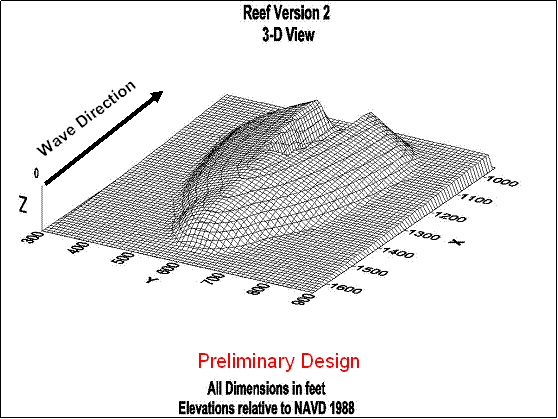 Reef Version 2
3-D View
Wave Direction
0
Z
300
400
500
600
700
800
900
Y
1000
1100
1200
1300
1400
1500
1600
X
Preliminary Design
All Dimensions in feet
Elevations relative to NAVD 1988